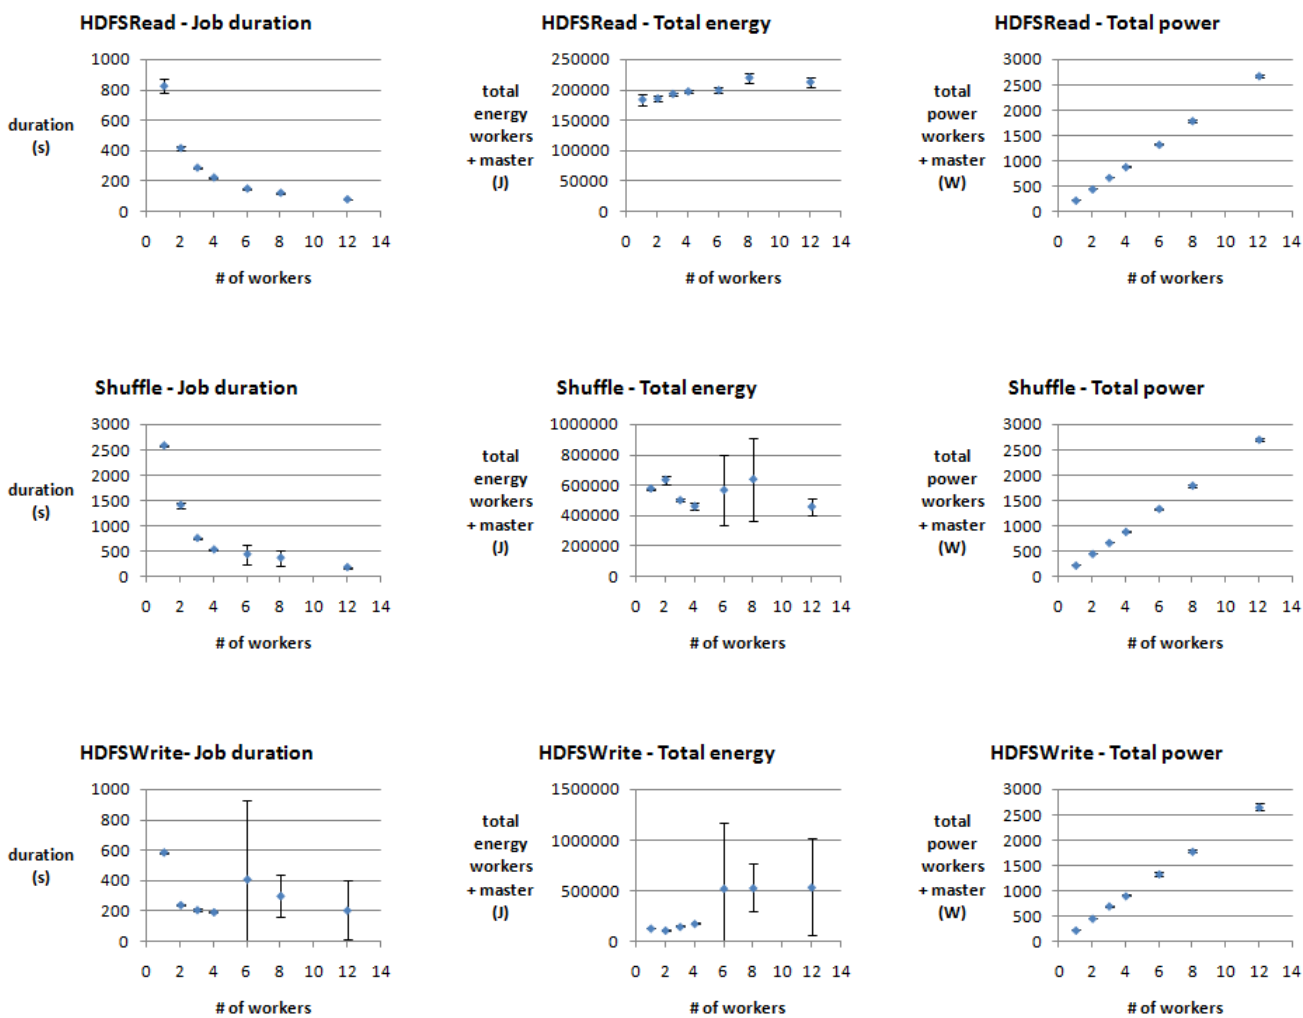 HDFSRead - Job duration
duration
(s)
1000
800
600
400
200
0
0 2 4 6 8 10 12 14
# of workers
HDFSRead - Total energy
total
energy
workers
+ master
(J)
250000
200000
150000
100000
50000
0
0 2 4 6 8 10 12 14
# of workers
HDFSRead - Total power
total
power
workers
+ master
(W)
3000
2500
2000
1500
1000
500
0
0 2 4 6 8 10 12 14
# of workers
Shuffle - Job duration
duration
(s)
3000
2500
2000
1500
1000
500
0
0 2 4 6 8 10 12 14
# of workers
Shuffle - Total energy
total
energy
workers
+ master
(J)
1000000
800000
600000
400000
200000
0
0 2 4 6 8 10 12 14
# of workers
Shuffle - Total power
total
power
workers
+ master
(W)
3000
2500
2000
1500
1000
500
0
0 2 4 6 8 10 12 14
# of workers
HDFSWrite- Job duration
duration
(s)
1000
800
600
400
200
0
0 2 4 6 8 10 12 14
# of workers
HDFSWrite - Total energy
total
energy
workers
+ master
(J)
1500000
1000000
500000
0
0 2 4 6 8 10 12 14
# of workers
HDFSWrite - Total power
total
power
workers
+ master
(W)
3000
2500
2000
1500
1000
500
0
0 2 4 6 8 10 12 14
# of workers